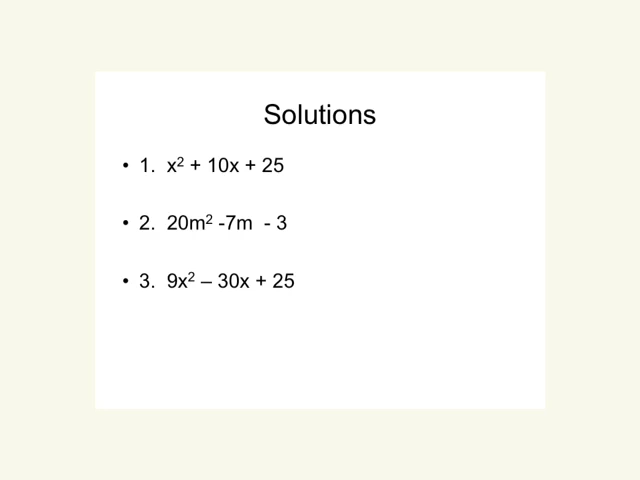 Solutions
• 1. x² + 10x + 25
• 2. 20m² -7m - 3
• 3. 9x² – 30x + 25